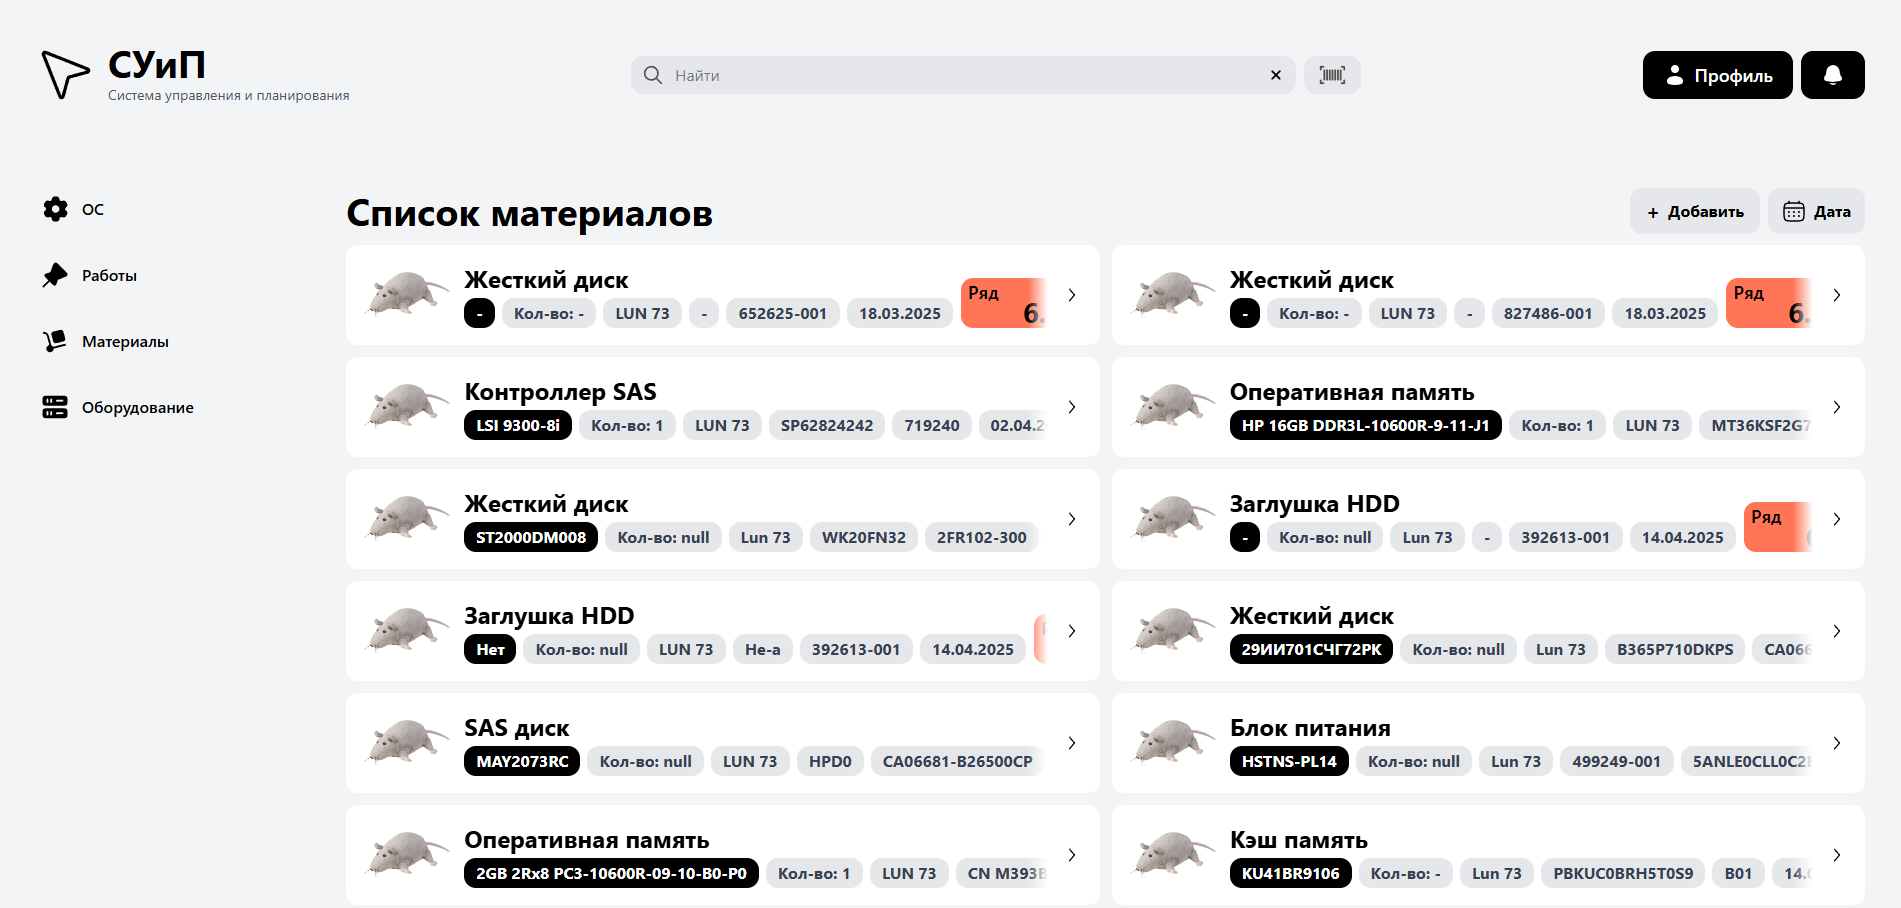 СУиП
Система управления и планирования
Найти
Профиль
ОС
Работы
Материалы
Оборудование
Список материалов
+ Добавить
Дата
Жесткий диск
- Кол-во: - LUN 73 - 652625-001 18.03.2025 Ряд 6.
Жесткий диск
- Кол-во: - LUN 73 - 827486-001 18.03.2025 Ряд 6.
Контроллер SAS
LSI 9300-8i Кол-во: 1 LUN 73 SP62824242 719240 02.04.2
Оперативная память
HP 16GB DDR3L-10600R-9-11-J1 Кол-во: 1 LUN 73 MT36KSF2G7
Жесткий диск
ST2000DM008 Кол-во: null Lun 73 WK20FN32 2FR102-300
Заглушка HDD
- Кол-во: null Lun 73 - 392613-001 14.04.2025 Ряд
Заглушка HDD
Нет Кол-во: null LUN 73 Не-а 392613-001 14.04.2025
Жесткий диск
29ИИ701СЧГ72РК Кол-во: null Lun 73 B365P710DKPS CA066
SAS диск
MAY2073RC Кол-во: null LUN 73 HPD0 CA06681-B26500CP
Блок питания
HSTNS-PL14 Кол-во: null Lun 73 499249-001 5ANLE0CLL0C2
Оперативная память
2GB 2Rx8 PC3-10600R-09-10-B0-P0 Кол-во: 1 LUN 73 CN M393B
Кэш память
KU41BR9106 Кол-во: - Lun 73 PBKUC0BRH5T0S9 B01 14.0